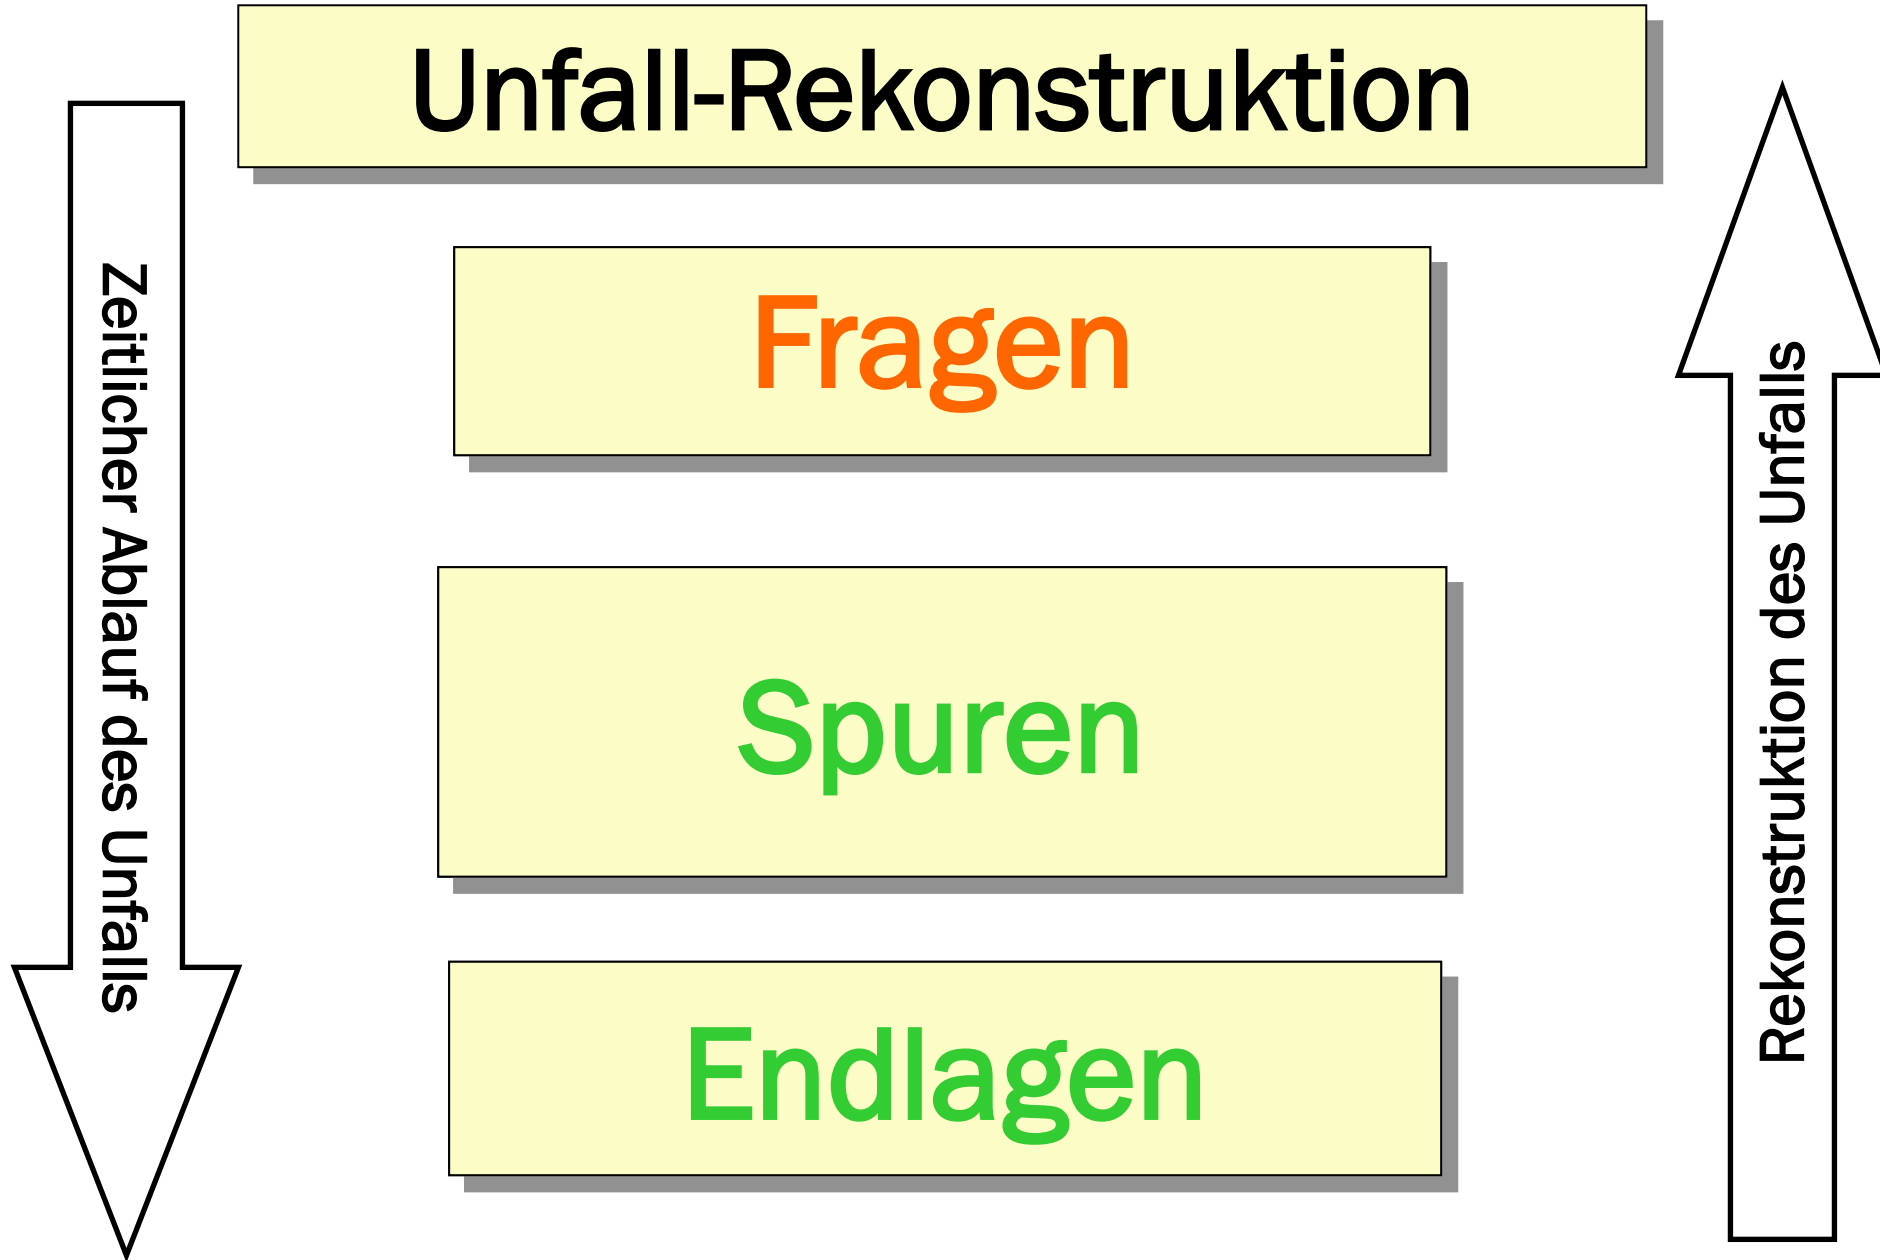 Unfall-Rekonstruktion
Zeitlicher Ablauf des Unfalls
Fragen
Spuren
Endlagen
Rekonstruktion des Unfalls